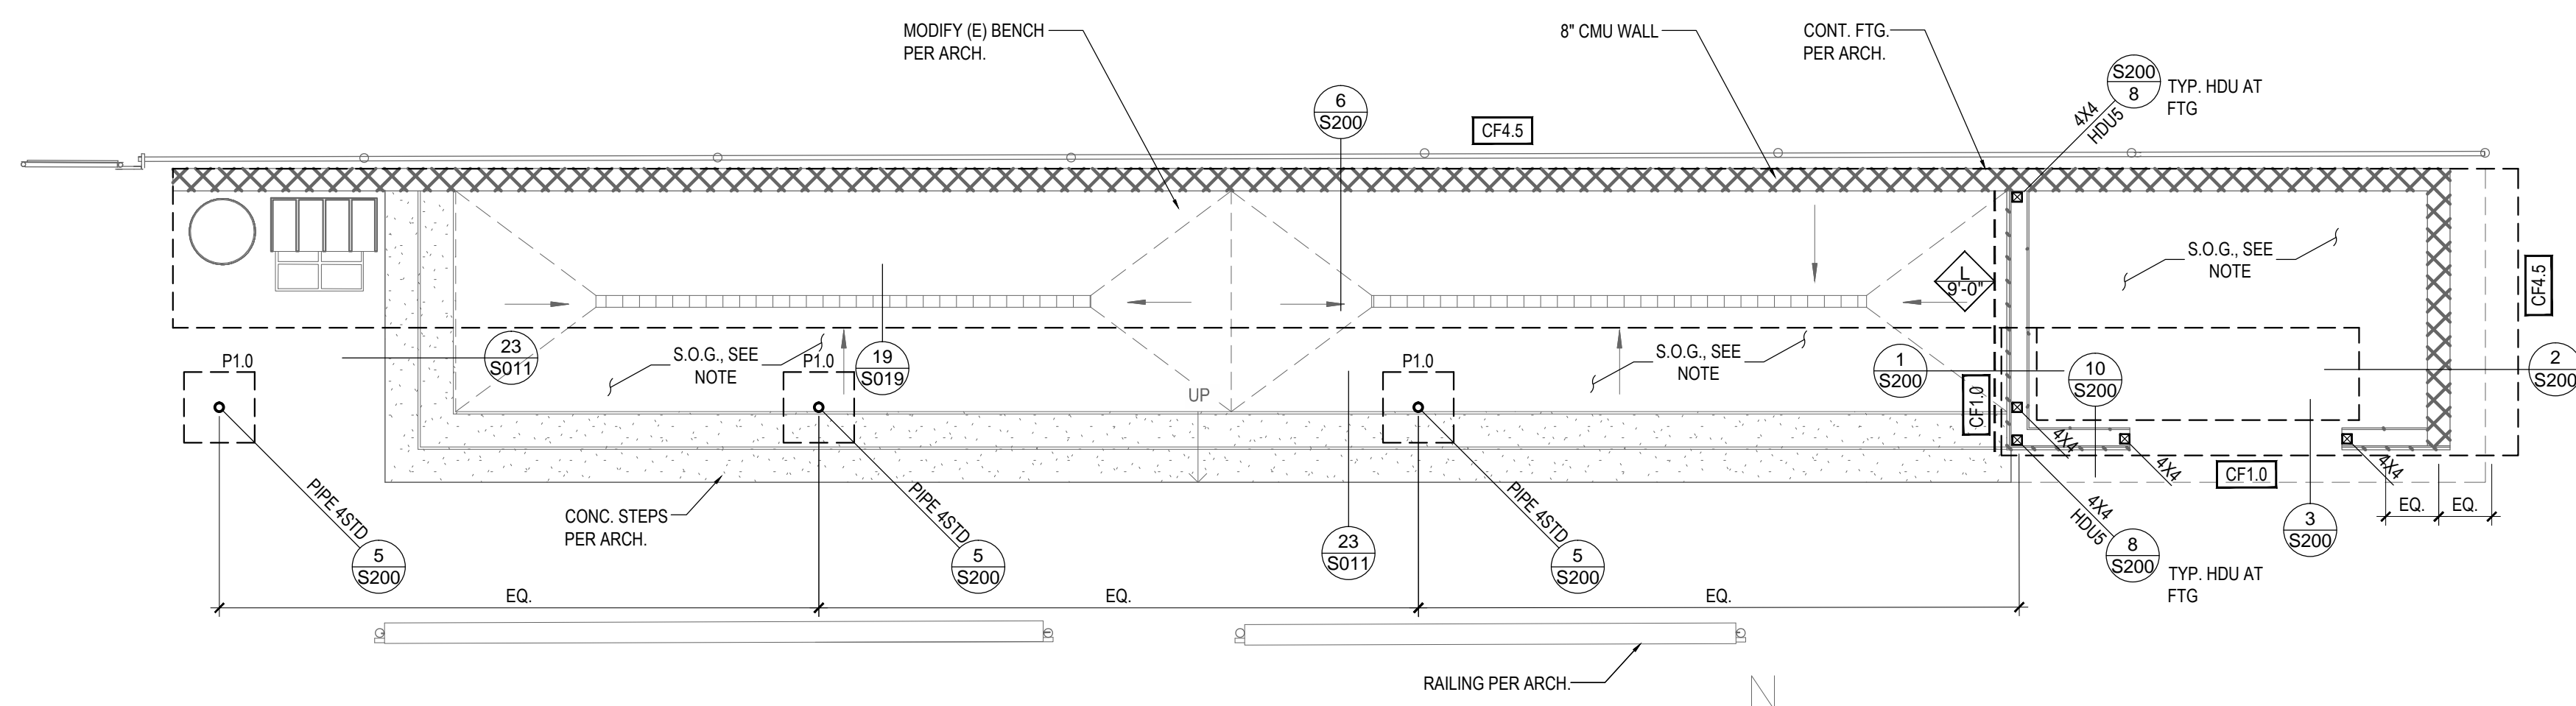 MODIFY (E) BENCH
PER ARCH.
8" CMU WALL
CONT. FTG.
PER ARCH.
S200
8
TYP. HDU AT
FTG
4X4
HDU5
6
S200
CF4.5
S.O.G., SEE
NOTE
L
9'-0"
CF4.5
23
S011
S.O.G., SEE
NOTE
P1.0
P1.0
19
S019
P1.0
S.O.G., SEE
NOTE
1
S200
10
S200
2
S200
UP
CF1.0
4X4
4X4
4X4
CF1.0
EQ.
EQ.
PIPE 4STD
5
S200
CONC. STEPS
PER ARCH.
PIPE 4STD
5
S200
23
S011
PIPE 4STD
5
S200
4X4
HDU5
8
S200
TYP. HDU AT
FTG
3
S200
EQ.
EQ.
EQ.
RAILING PER ARCH.
N